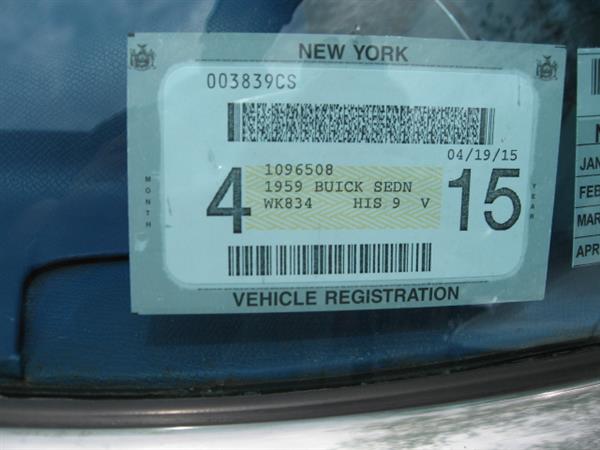 NEW YORK
003839CS
04/19/15
4 1096508 15
1959 BUICK SEDN
WK834 HIS 9 V
MONTH
YEAR
VEHICLE REGISTRATION
JAN
FEB
MAR
APR